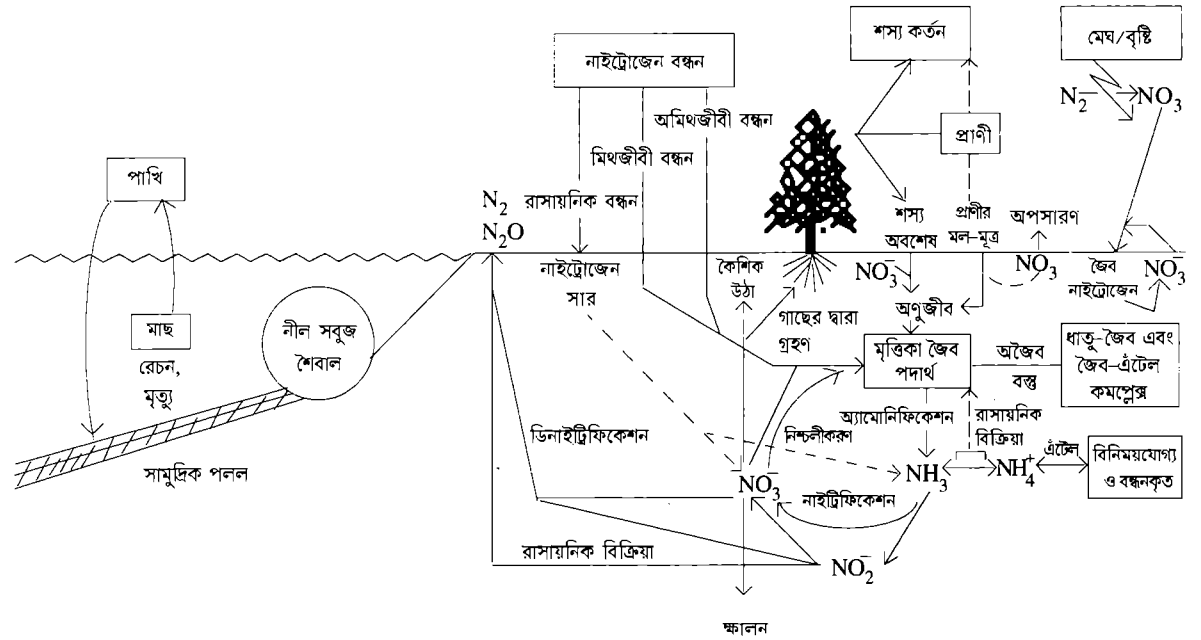 শস্য কর্তন
মেঘ/বৃষ্টি
নাইট্রোজেন বন্ধন
N₂ → NO₃
অমিথজীবী বন্ধন
প্রাণী
মিথজীবী বন্ধন
পাখি
N₂ রাসায়নিক বন্ধন
N₂O
শস্য
অবশেষ
প্রাণীর
মল-মূত্র
অপসারণ
নাইট্রোজেন
সার
কৈশিক
উঠা
NO₃⁻
NO₃
জৈব
নাইট্রোজেন
NO₃⁻
অণুজীব
মাছ
রেচন,
মৃত্যু
নীল সবুজ
শৈবাল
গাছের দ্বারা
গ্রহণ
মৃত্তিকা জৈব
পদার্থ
অজৈব
বস্তু
ধাতু-জৈব এবং
জৈব-এঁটেল
কমপ্লেক্স
ডিনাইট্রিফিকেশন
নিশ্চলীকরণ
অ্যামোনিফিকেশন
রাসায়নিক
বিক্রিয়া
সামুদ্রিক পলল
NO₃⁻
NH₃
NH₄⁺
এঁটেল
বিনিময়যোগ্য
ও বন্ধনকৃত
নাইট্রিফিকেশন
রাসায়নিক বিক্রিয়া
NO₂⁻
ক্ষালন